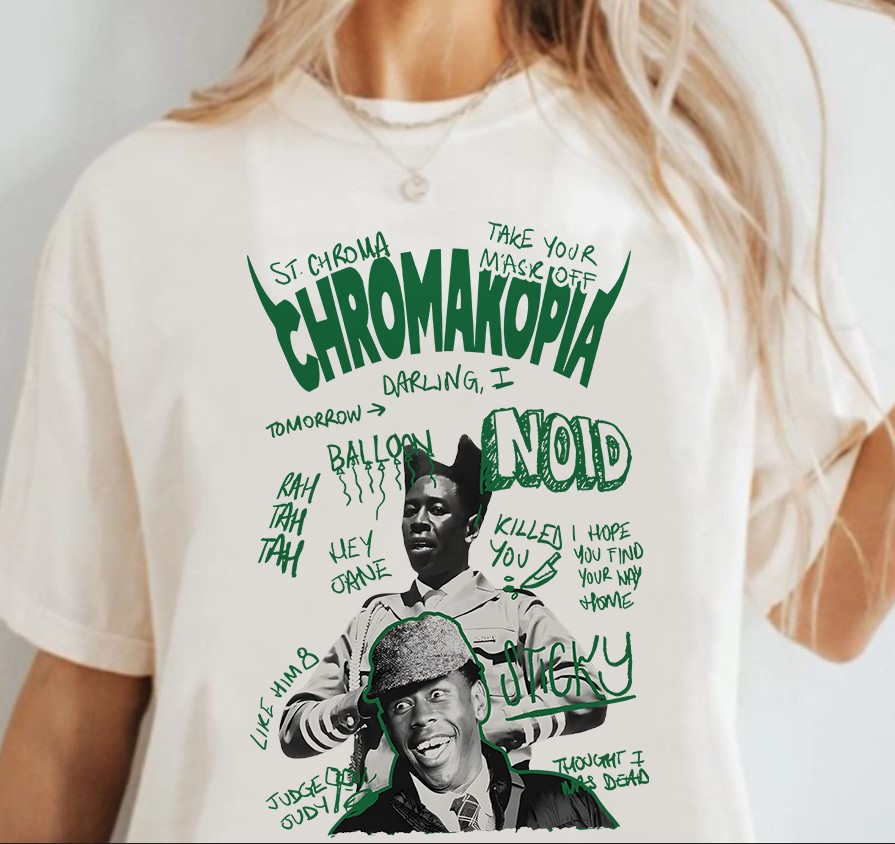 ST. CHROMA
TAKE YOUR
MASK OFF
CHROMAKOPIA
DARLING, I
TOMORROW →
NOID
BALLOON
RAH
TAH
TAH
HEY
JANE
KILLED
YOU
I HOPE
YOU FIND
YOUR WAY
HOME
STICKY
LIKE HIM
JUDGE
JUDY
THOUGHT I
WAS DEAD